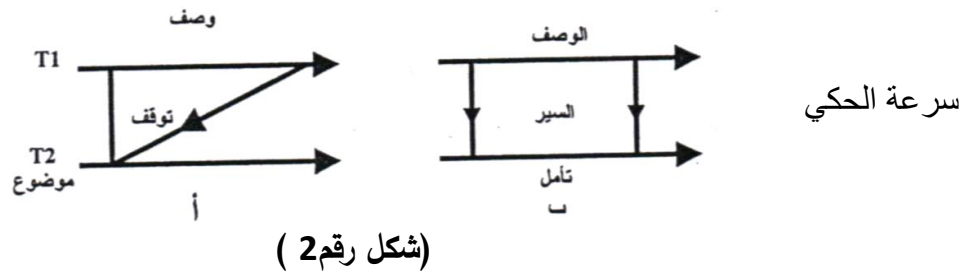 وصف
الوصف
T1
سرعة الحكي
توقف
السير
T2
موضوع
تأمل
أ
ب
(شكل رقم2 )